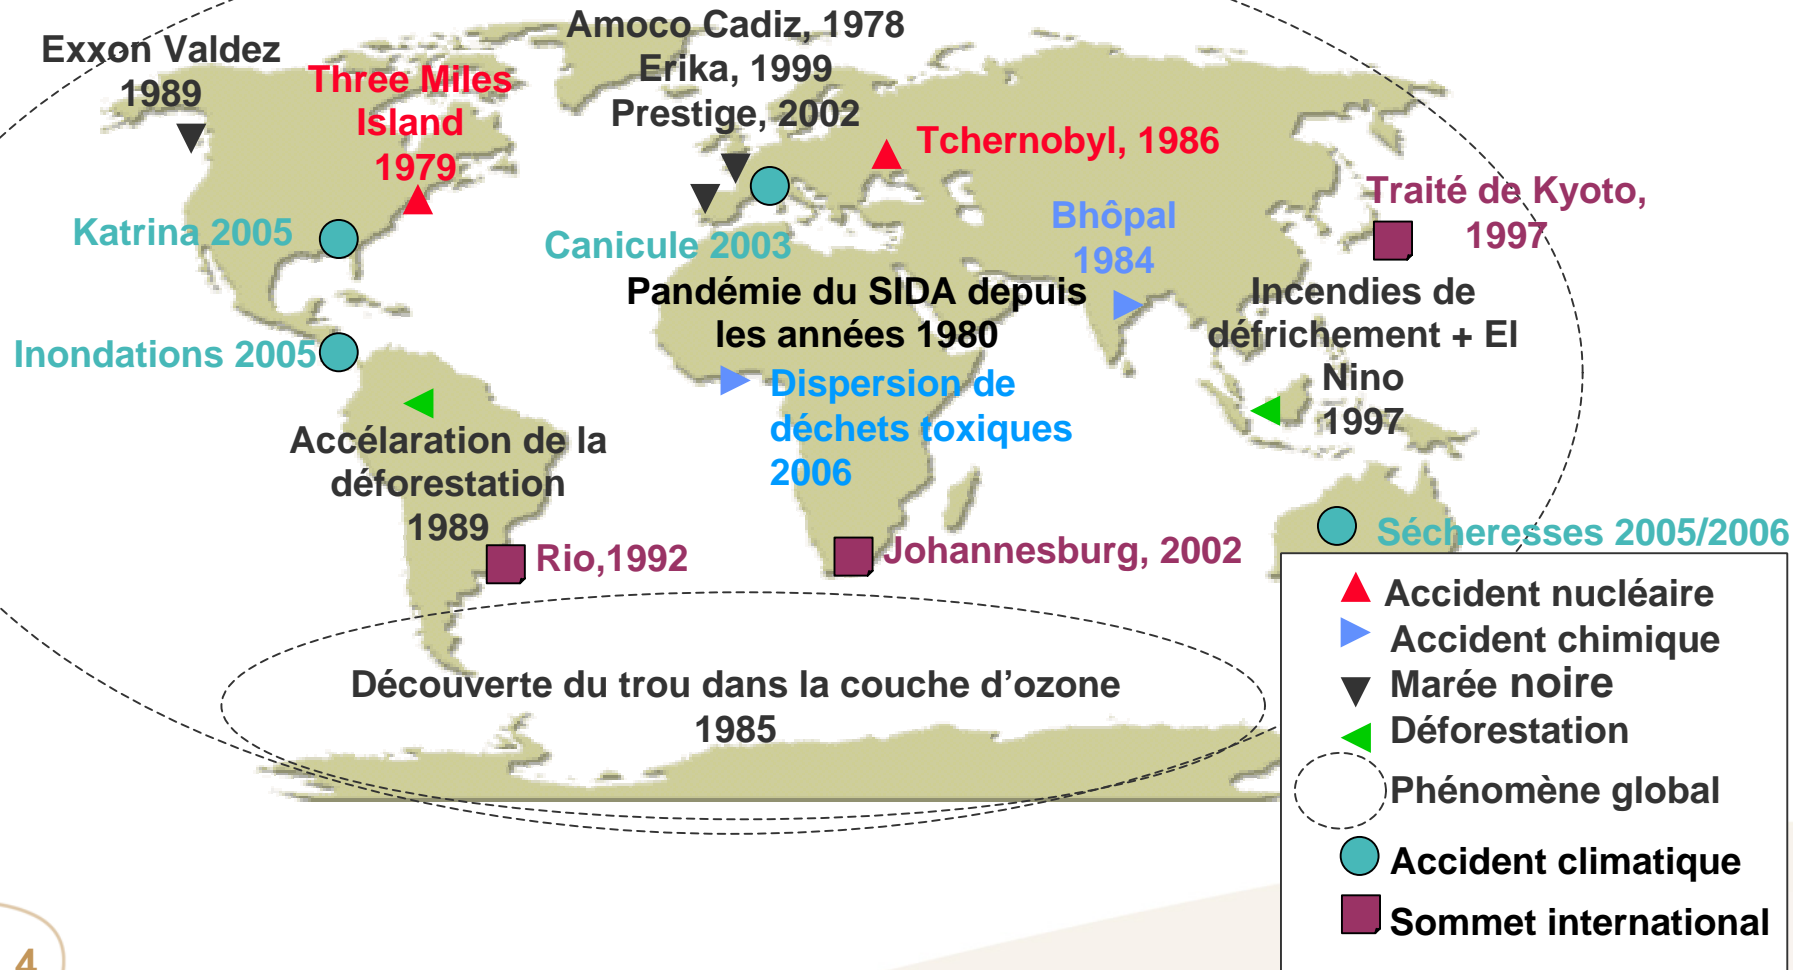 Exxon Valdez
1989
Three Miles
Island
1979
Amoco Cadiz, 1978
Erika, 1999
Prestige, 2002
Tchernobyl, 1986
Traité de Kyoto,
1997
Katrina 2005
Canicule 2003
Bhôpal
1984
Pandémie du SIDA depuis
les années 1980
Incendies de
défrichement + El
Nino
1997
Inondations 2005
Dispersion de
déchets toxiques
2006
Accélaration de la
déforestation
1989
Rio,1992
Johannesburg, 2002
Sécheresses 2005/2006
Découverte du trou dans la couche d’ozone
1985
Accident nucléaire
Accident chimique
Marée noire
Déforestation
Phénomène global
Accident climatique
Sommet international
4